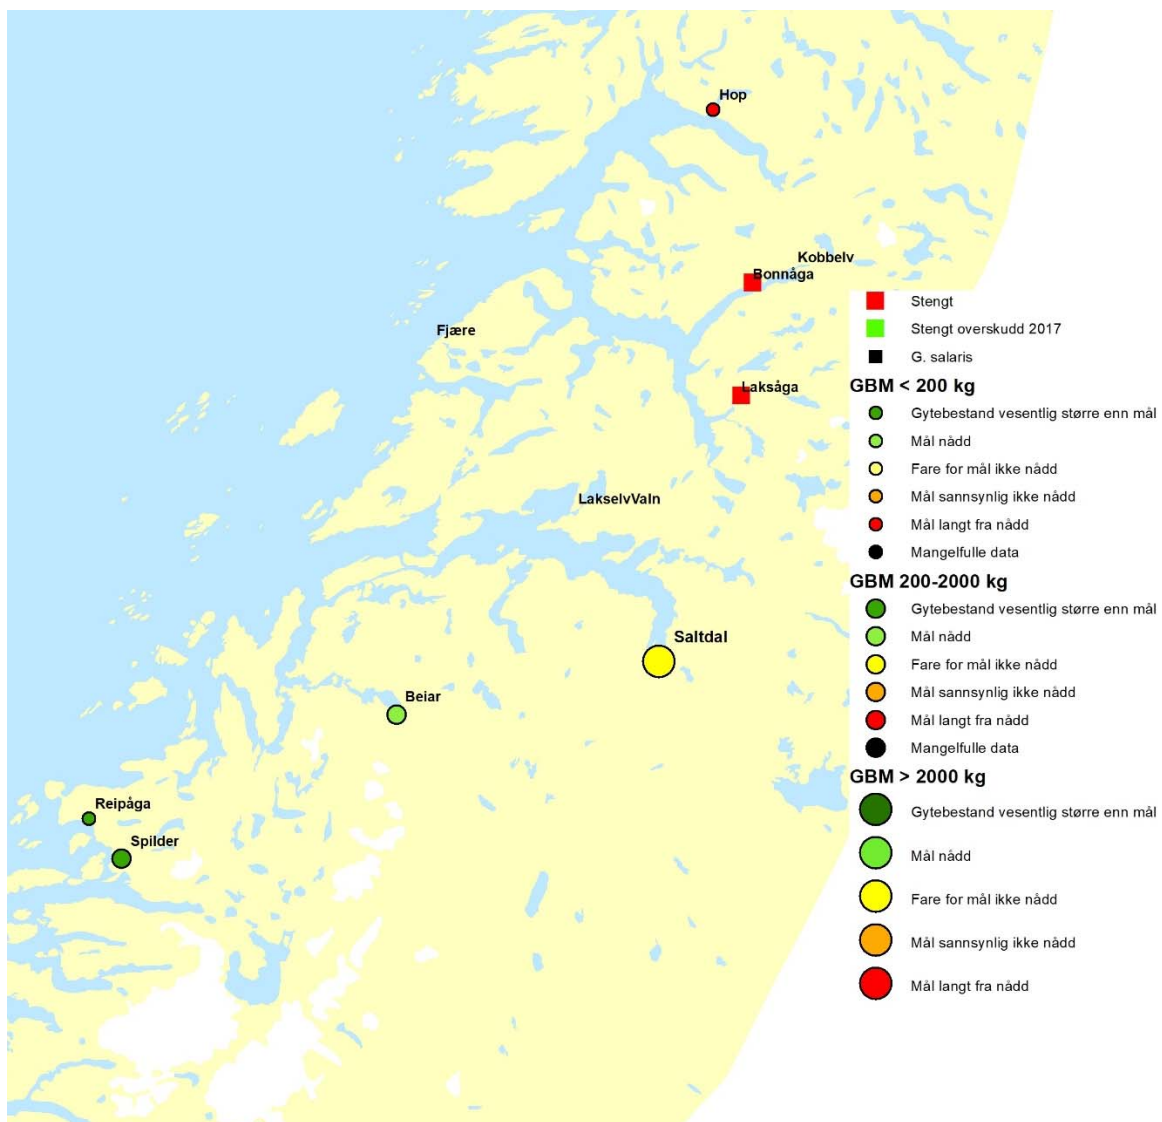 Hop
Kobbelv
Bonnåga
Fjære
Laksåga
LakselvValn
Saltdal
Beiar
Reipåga
Spilder
Stengt
Stengt overskudd 2017
G. salaris
GBM < 200 kg
Gytebestand vesentlig større enn mål
Mål nådd
Fare for mål ikke nådd
Mål sannsynlig ikke nådd
Mål langt fra nådd
Mangelfulle data
GBM 200-2000 kg
Gytebestand vesentlig større enn mål
Mål nådd
Fare for mål ikke nådd
Mål sannsynlig ikke nådd
Mål langt fra nådd
Mangelfulle data
GBM > 2000 kg
Gytebestand vesentlig større enn mål
Mål nådd
Fare for mål ikke nådd
Mål sannsynlig ikke nådd
Mål langt fra nådd